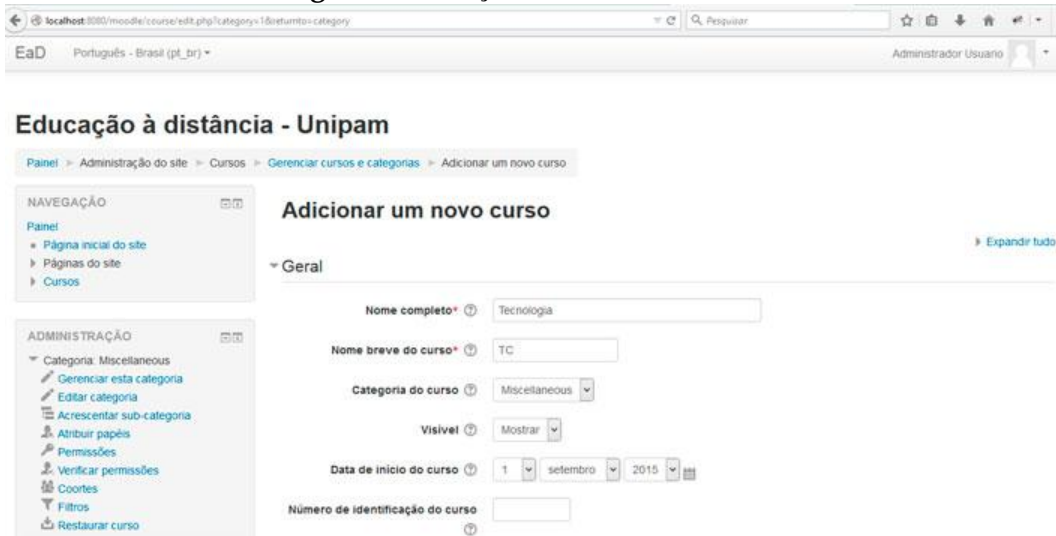 localhost:8080/moodle/course/edit.php?category=1&returnto=category
Pesquisar
EaD Português - Brasil (pt_br)
Administrador Usuario
Educação à distância - Unipam
Painel Administração do site Cursos Gerenciar cursos e categorias Adicionar um novo curso
NAVEGAÇÃO
Painel
Página inicial do site
Páginas do site
Cursos
ADMINISTRAÇÃO
Categoria: Miscellaneous
Gerenciar esta categoria
Editar categoria
Acrescentar sub-categoria
Atribuir papéis
Permissões
Verificar permissões
Coortes
Filtros
Restaurar curso
Adicionar um novo curso
Expandir tudo
Geral
Nome completo* Tecnologia
Nome breve do curso* TC
Categoria do curso Miscellaneous
Visível Mostrar
Data de início do curso 1 setembro 2015
Número de identificação do curso